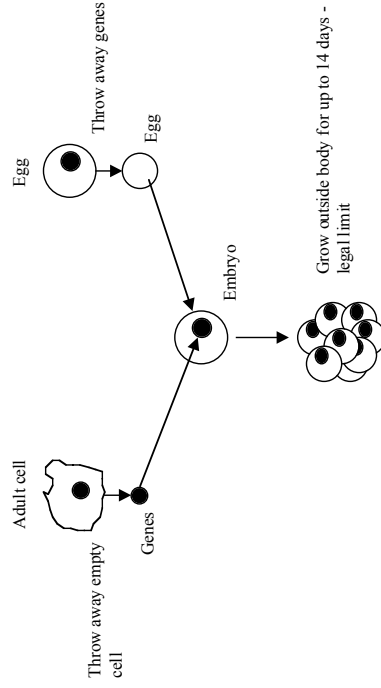 Adult cell
Egg
Throw away empty
cell
Throw away genes
Genes
Egg
Embryo
Grow outside body for up to 14 days -
legal limit